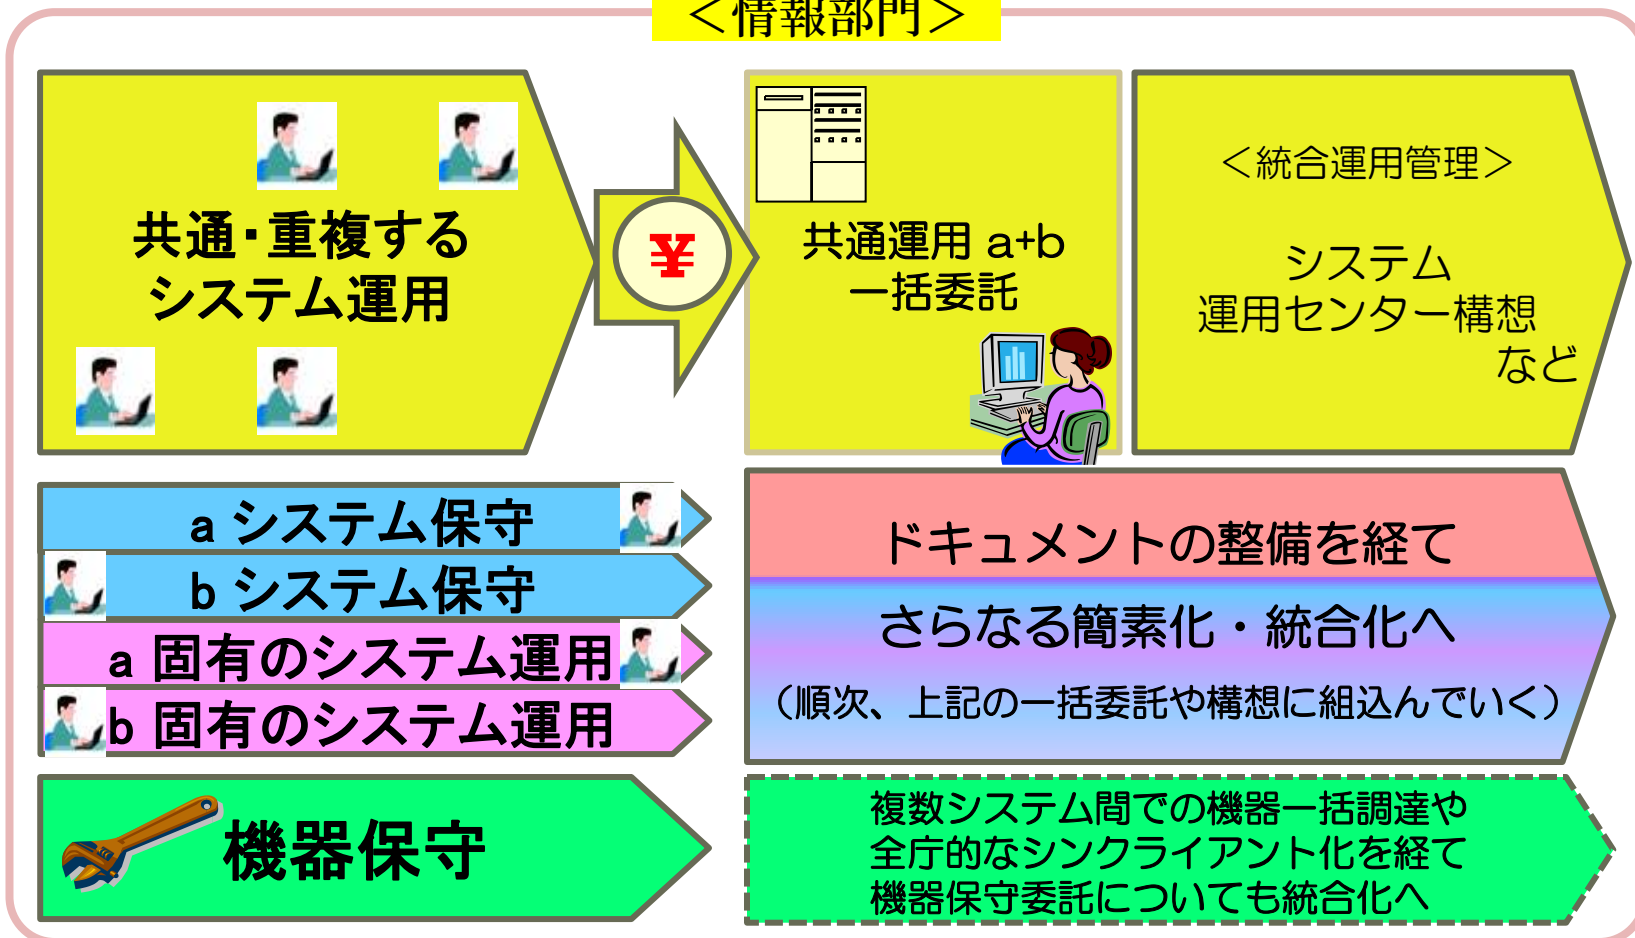 ＜情報部門＞
共通・重複する
システム運用
¥
共通運用 a+b
一括委託
＜統合運用管理＞
システム
運用センター構想
など
a システム保守
b システム保守
a 固有のシステム運用
b 固有のシステム運用
ドキュメントの整備を経て
さらなる簡素化・統合化へ
（順次、上記の一括委託や構想に組込んでいく）
機器保守
複数システム間での機器一括調達や
全庁的なシンクライアント化を経て
機器保守委託についても統合化へ